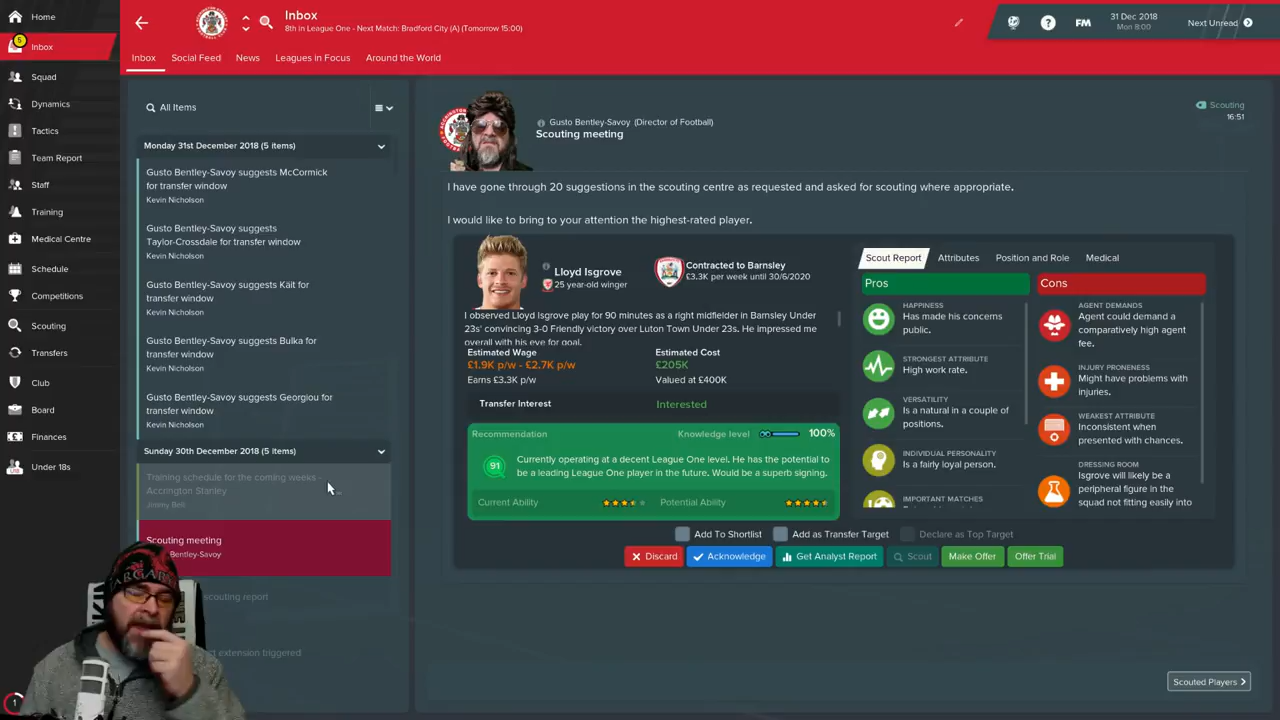 Home
Inbox
8th in League One - Next Match: Bradford City (A) (Tomorrow 15:00)
FM
31 Dec 2018
Mon 8:00
Next Unread
5
Inbox
Squad
Dynamics
Tactics
Team Report
Staff
Training
Medical Centre
Schedule
Competitions
Scouting
Transfers
Club
Board
Finances
Under 18s
1
Inbox
Social Feed
News
Leagues in Focus
Around the World
All Items
Monday 31st December 2018 (5 items)
Gusto Bentley-Savoy suggests McCormick
for transfer window
Kevin Nicholson
Gusto Bentley-Savoy suggests
Taylor-Crossdale for transfer window
Kevin Nicholson
Gusto Bentley-Savoy suggests Käit for
transfer window
Kevin Nicholson
Gusto Bentley-Savoy suggests Bulka for
transfer window
Kevin Nicholson
Gusto Bentley-Savoy suggests Georgiou for
transfer window
Kevin Nicholson
Sunday 30th December 2018 (5 items)
Training schedule for the coming weeks -
Accrington Stanley
Jimmy Bell
Scouting meeting
Bentley-Savoy
scouting report
extension triggered
Gusto Bentley-Savoy (Director of Football)
Scouting meeting
Scouting
16:51
I have gone through 20 suggestions in the scouting centre as requested and asked for scouting where appropriate.
I would like to bring to your attention the highest-rated player.
Lloyd Isgrove
25 year-old winger
Contracted to Barnsley
£3.3K per week until 30/6/2020
I observed Lloyd Isgrove play for 90 minutes as a right midfielder in Barnsley Under
23s' convincing 3-0 Friendly victory over Luton Town Under 23s. He impressed me
overall with his eye for goal.
Estimated Wage
£1.9K p/w - £2.7K p/w
Earns £3.3K p/w
Estimated Cost
£205K
Valued at £400K
Transfer Interest
Interested
Recommendation
Knowledge level
100%
91
Currently operating at a decent League One level. He has the potential to
be a leading League One player in the future. Would be a superb signing.
Current Ability
Potential Ability
Scout Report
Attributes
Position and Role
Medical
Pros
HAPPINESS
Has made his concerns
public.
STRONGEST ATTRIBUTE
High work rate.
VERSATILITY
Is a natural in a couple of
positions.
INDIVIDUAL PERSONALITY
Is a fairly loyal person.
IMPORTANT MATCHES
Cons
AGENT DEMANDS
Agent could demand a
comparatively high agent
fee.
INJURY PRONENESS
Might have problems with
injuries.
WEAKEST ATTRIBUTE
Inconsistent when
presented with chances.
DRESSING ROOM
Isgrove will likely be a
peripheral figure in the
squad not fitting easily into
Add To Shortlist
Add as Transfer Target
Declare as Top Target
Discard
Acknowledge
Get Analyst Report
Scout
Make Offer
Offer Trial
Scouted Players